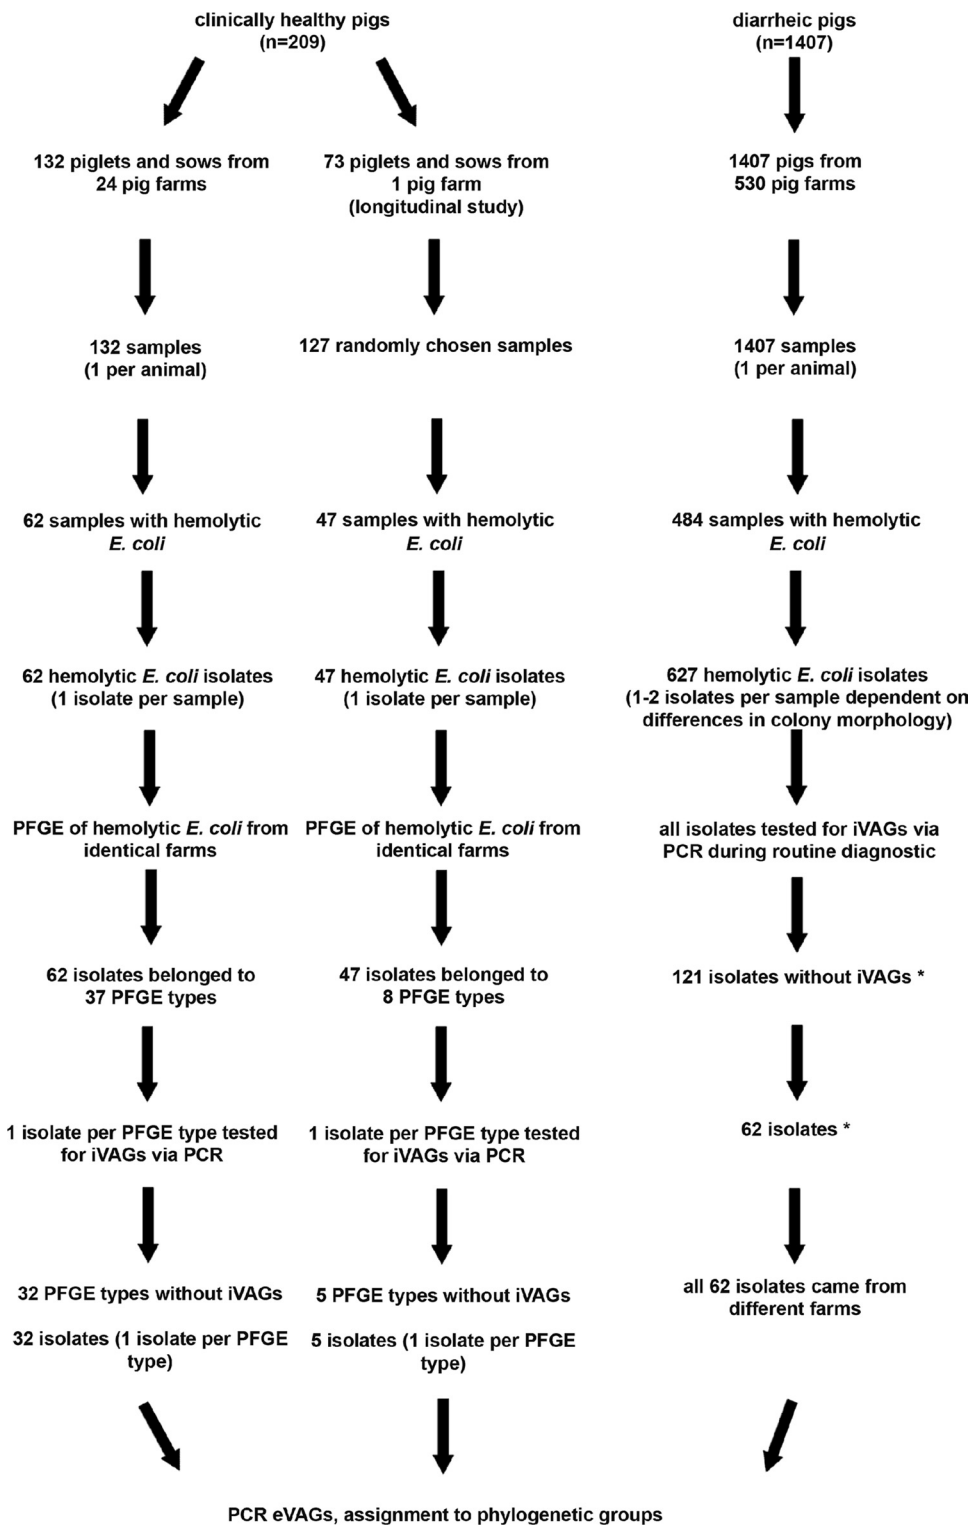 clinically healthy pigs
(n=209)
diarrheic pigs
(n=1407)
132 piglets and sows from
24 pig farms
73 piglets and sows from
1 pig farm
(longitudinal study)
1407 pigs from
530 pig farms
132 samples
(1 per animal)
127 randomly chosen samples
1407 samples
(1 per animal)
62 samples with hemolytic
E. coli
47 samples with hemolytic
E. coli
484 samples with hemolytic
E. coli
62 hemolytic E. coli isolates
(1 isolate per sample)
47 hemolytic E. coli isolates
(1 isolate per sample)
627 hemolytic E. coli isolates
(1-2 isolates per sample dependent on
differences in colony morphology)
PFGE of hemolytic E. coli from
identical farms
PFGE of hemolytic E. coli from
identical farms
all isolates tested for iVAGs via
PCR during routine diagnostic
62 isolates belonged to
37 PFGE types
47 isolates belonged to
8 PFGE types
121 isolates without iVAGs *
1 isolate per PFGE type tested
for iVAGs via PCR
1 isolate per PFGE type tested
for iVAGs via PCR
62 isolates *
32 PFGE types without iVAGs
32 isolates (1 isolate per PFGE
type)
5 PFGE types without iVAGs
5 isolates (1 isolate per PFGE
type)
all 62 isolates came from
different farms
PCR eVAGs, assignment to phylogenetic groups